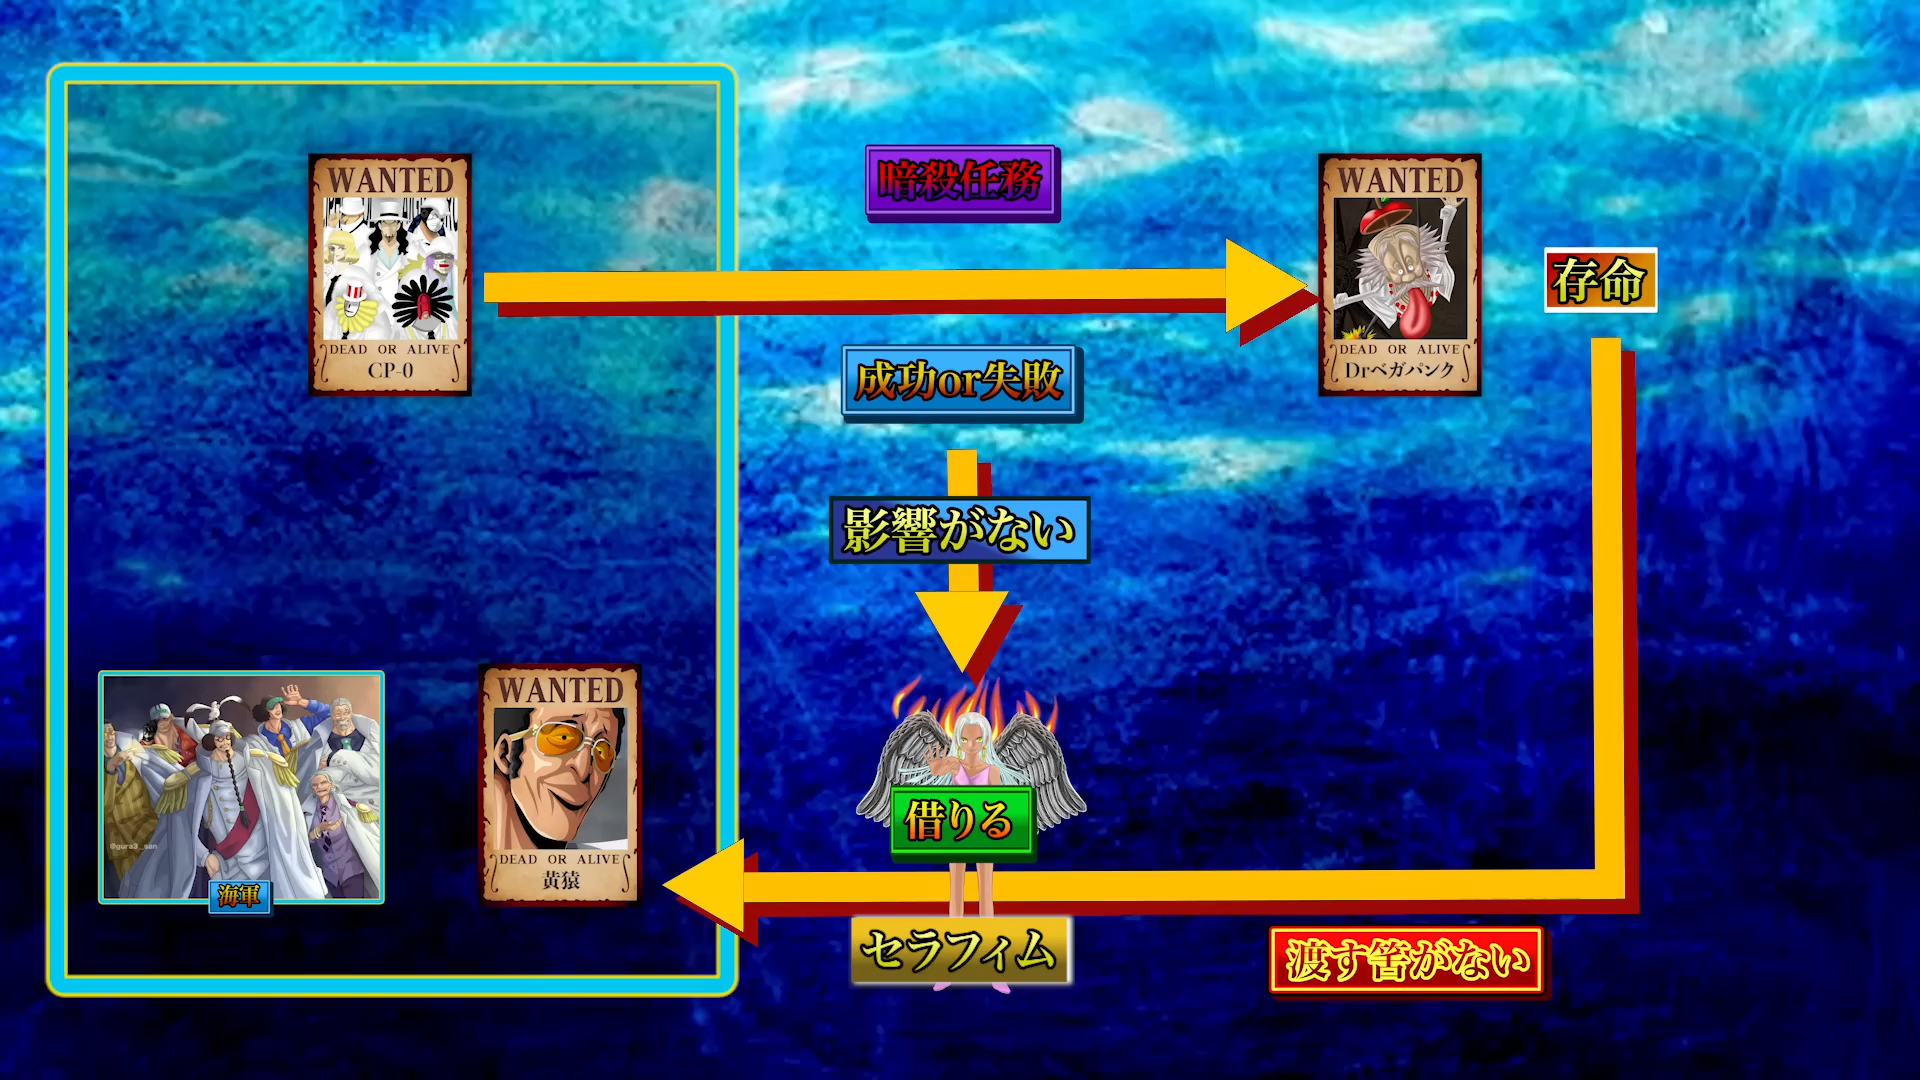 WANTED
DEAD OR ALIVE
CP-0
暗殺任務
成功or失敗
WANTED
DEAD OR ALIVE
Drベガパンク
存命
影響がない
@gura3_san
海軍
WANTED
DEAD OR ALIVE
黄猿
借りる
セラフィム
渡す筈がない